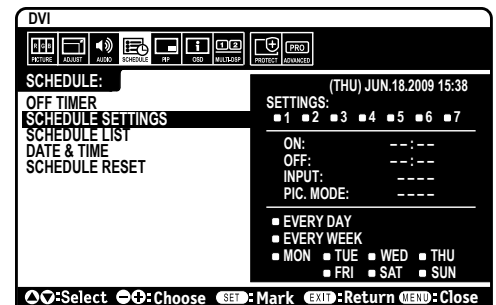 DVI
RGB
1 2
PRO
PICTURE ADJUST AUDIO SCHEDULE PIP OSD MULTI-DSP PROTECT ADVANCED
SCHEDULE:
(THU) JUN.18.2009 15:38
OFF TIMER
SCHEDULE SETTINGS
SCHEDULE LIST
DATE & TIME
SCHEDULE RESET
SETTINGS:
1 2 3 4 5 6 7
ON: --:--
OFF: --:--
INPUT: ----
PIC. MODE: ----
EVERY DAY
EVERY WEEK
MON TUE WED THU
FRI SAT SUN
:Select :Choose SET:Mark EXIT:Return MENU:Close